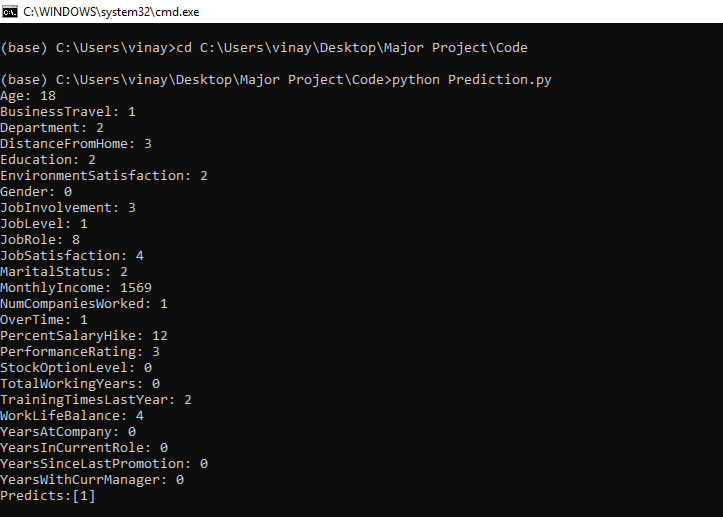 C:\WINDOWS\system32\cmd.exe
(base) C:\Users\vinay>cd C:\Users\vinay\Desktop\Major Project\Code
(base) C:\Users\vinay\Desktop\Major Project\Code>python Prediction.py
Age: 18
BusinessTravel: 1
Department: 2
DistanceFromHome: 3
Education: 2
EnvironmentSatisfaction: 2
Gender: 0
JobInvolvement: 3
JobLevel: 1
JobRole: 8
JobSatisfaction: 4
MaritalStatus: 2
MonthlyIncome: 1569
NumCompaniesWorked: 1
OverTime: 1
PercentSalaryHike: 12
PerformanceRating: 3
StockOptionLevel: 0
TotalWorkingYears: 0
TrainingTimesLastYear: 2
WorkLifeBalance: 4
YearsAtCompany: 0
YearsInCurrentRole: 0
YearsSinceLastPromotion: 0
YearsWithCurrManager: 0
Predicts:[1]